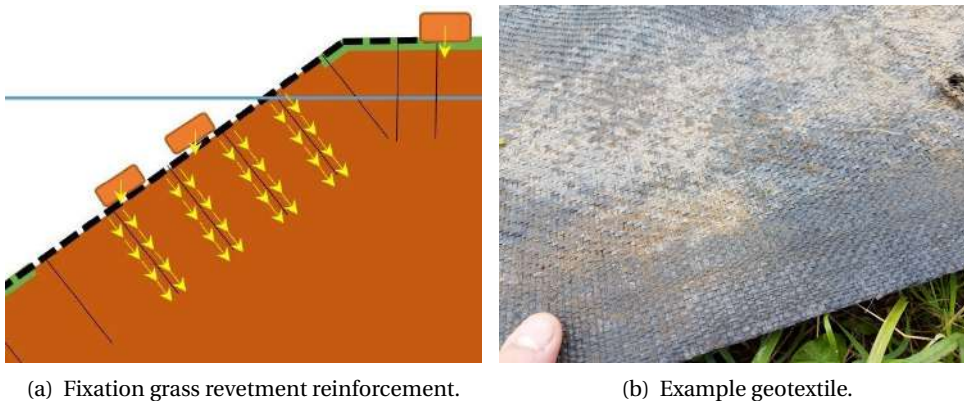 (a) Fixation grass revetment reinforcement.
(b) Example geotextile.